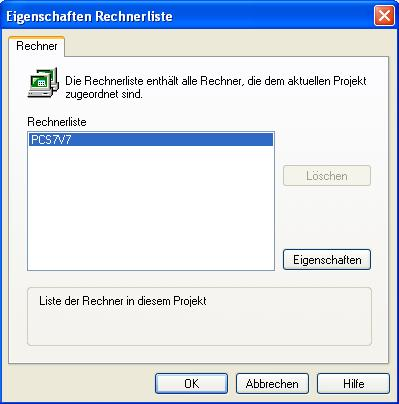 Eigenschaften Rechnerliste
Rechner
Die Rechnerliste enthält alle Rechner, die dem aktuellen Projekt
zugeordnet sind.
Rechnerliste
PCS7V7
Löschen
Eigenschaften
Liste der Rechner in diesem Projekt
OK
Abbrechen
Hilfe